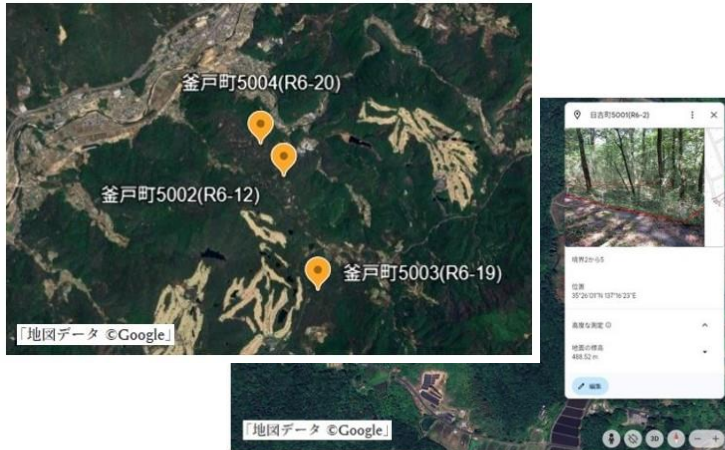 釜戸町5004(R6-20)
釜戸町5002(R6-12)
釜戸町5003(R6-19)
「地図データ ©Google」
日吉町5001(R6-2)
境界2から5
位置
35°26'01"N 137°16'23"E
高度な測定
地面の標高
488.52 m
編集
「地図データ ©Google」
3D